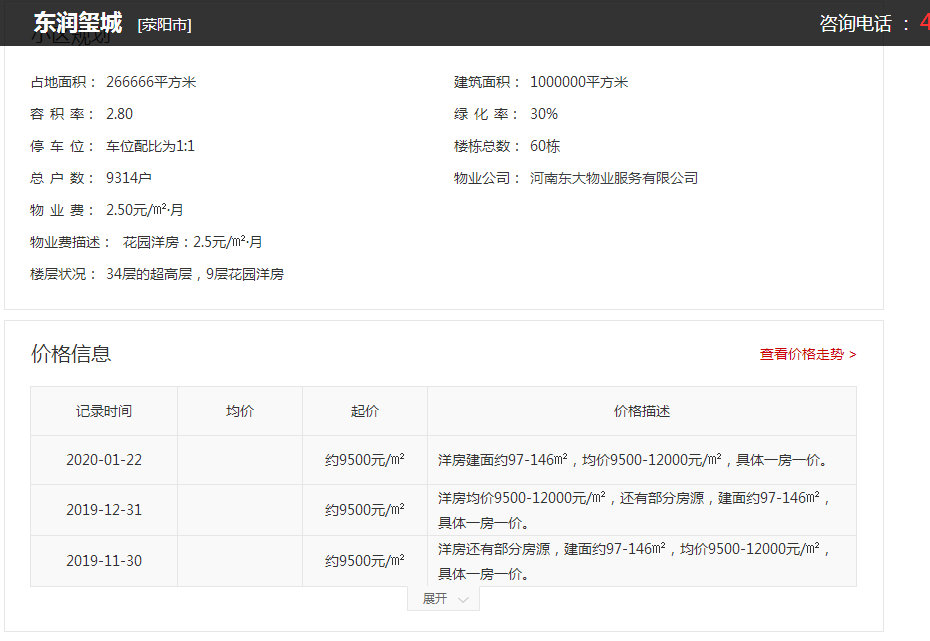 东润玺城 [荥阳市] 咨询电话 ： 4
小区规划
占地面积： 266666平方米 建筑面积： 1000000平方米
容 积 率： 2.80 绿 化 率： 30%
停 车 位： 车位配比为1:1 楼栋总数： 60栋
总 户 数： 9314户 物业公司： 河南东大物业服务有限公司
物 业 费： 2.50元/㎡·月
物业费描述： 花园洋房：2.5元/㎡·月
楼层状况： 34层的超高层，9层花园洋房
价格信息 查看价格走势 >
记录时间 均价 起价 价格描述
2020-01-22 约9500元/㎡ 洋房建面约97-146㎡，均价9500-12000元/㎡，具体一房一价。
2019-12-31 约9500元/㎡ 洋房均价9500-12000元/㎡，还有部分房源，建面约97-146㎡，
具体一房一价。
2019-11-30 约9500元/㎡ 洋房还有部分房源，建面约97-146㎡，均价9500-12000元/㎡，
具体一房一价。
展开